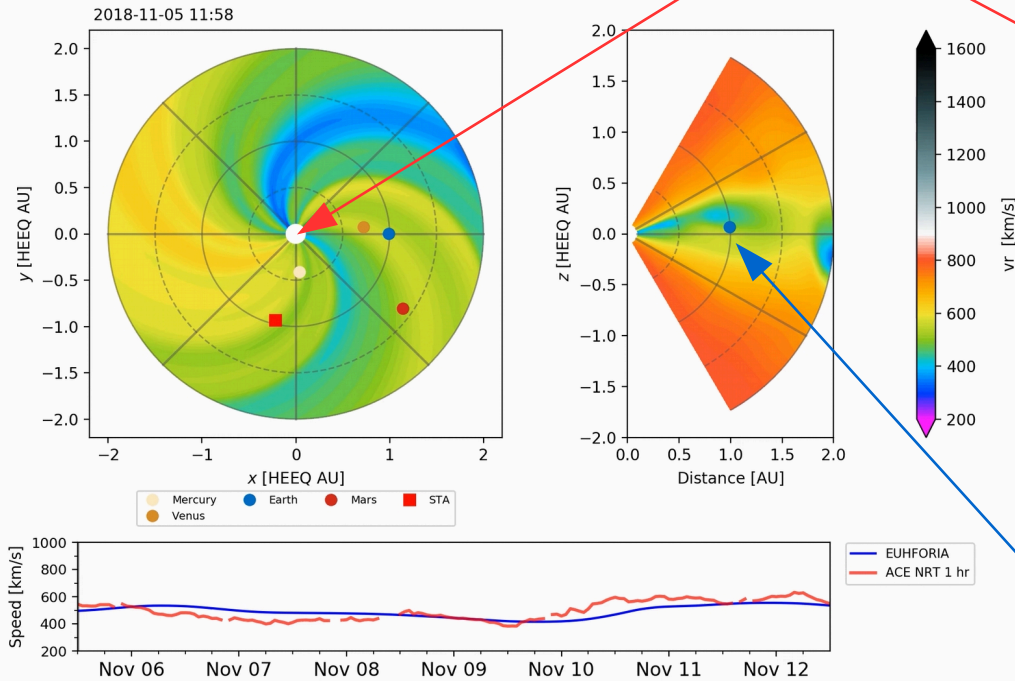 2018-11-05 11:58
2.0
1.5
1.0
0.5
0.0
−0.5
−1.0
−1.5
−2.0
y [HEEQ AU]
−2 −1 0 1 2
x [HEEQ AU]
Mercury Earth Mars STA
Venus
2.0
1.5
1.0
0.5
0.0
−0.5
−1.0
−1.5
−2.0
z [HEEQ AU]
0.0 0.5 1.0 1.5 2.0
Distance [AU]
1600
1400
1200
1000
800
600
400
200
vr [km/s]
1000
800
600
400
200
Speed [km/s]
Nov 06 Nov 07 Nov 08 Nov 09 Nov 10 Nov 11 Nov 12
EUHFORIA
ACE NRT 1 hr